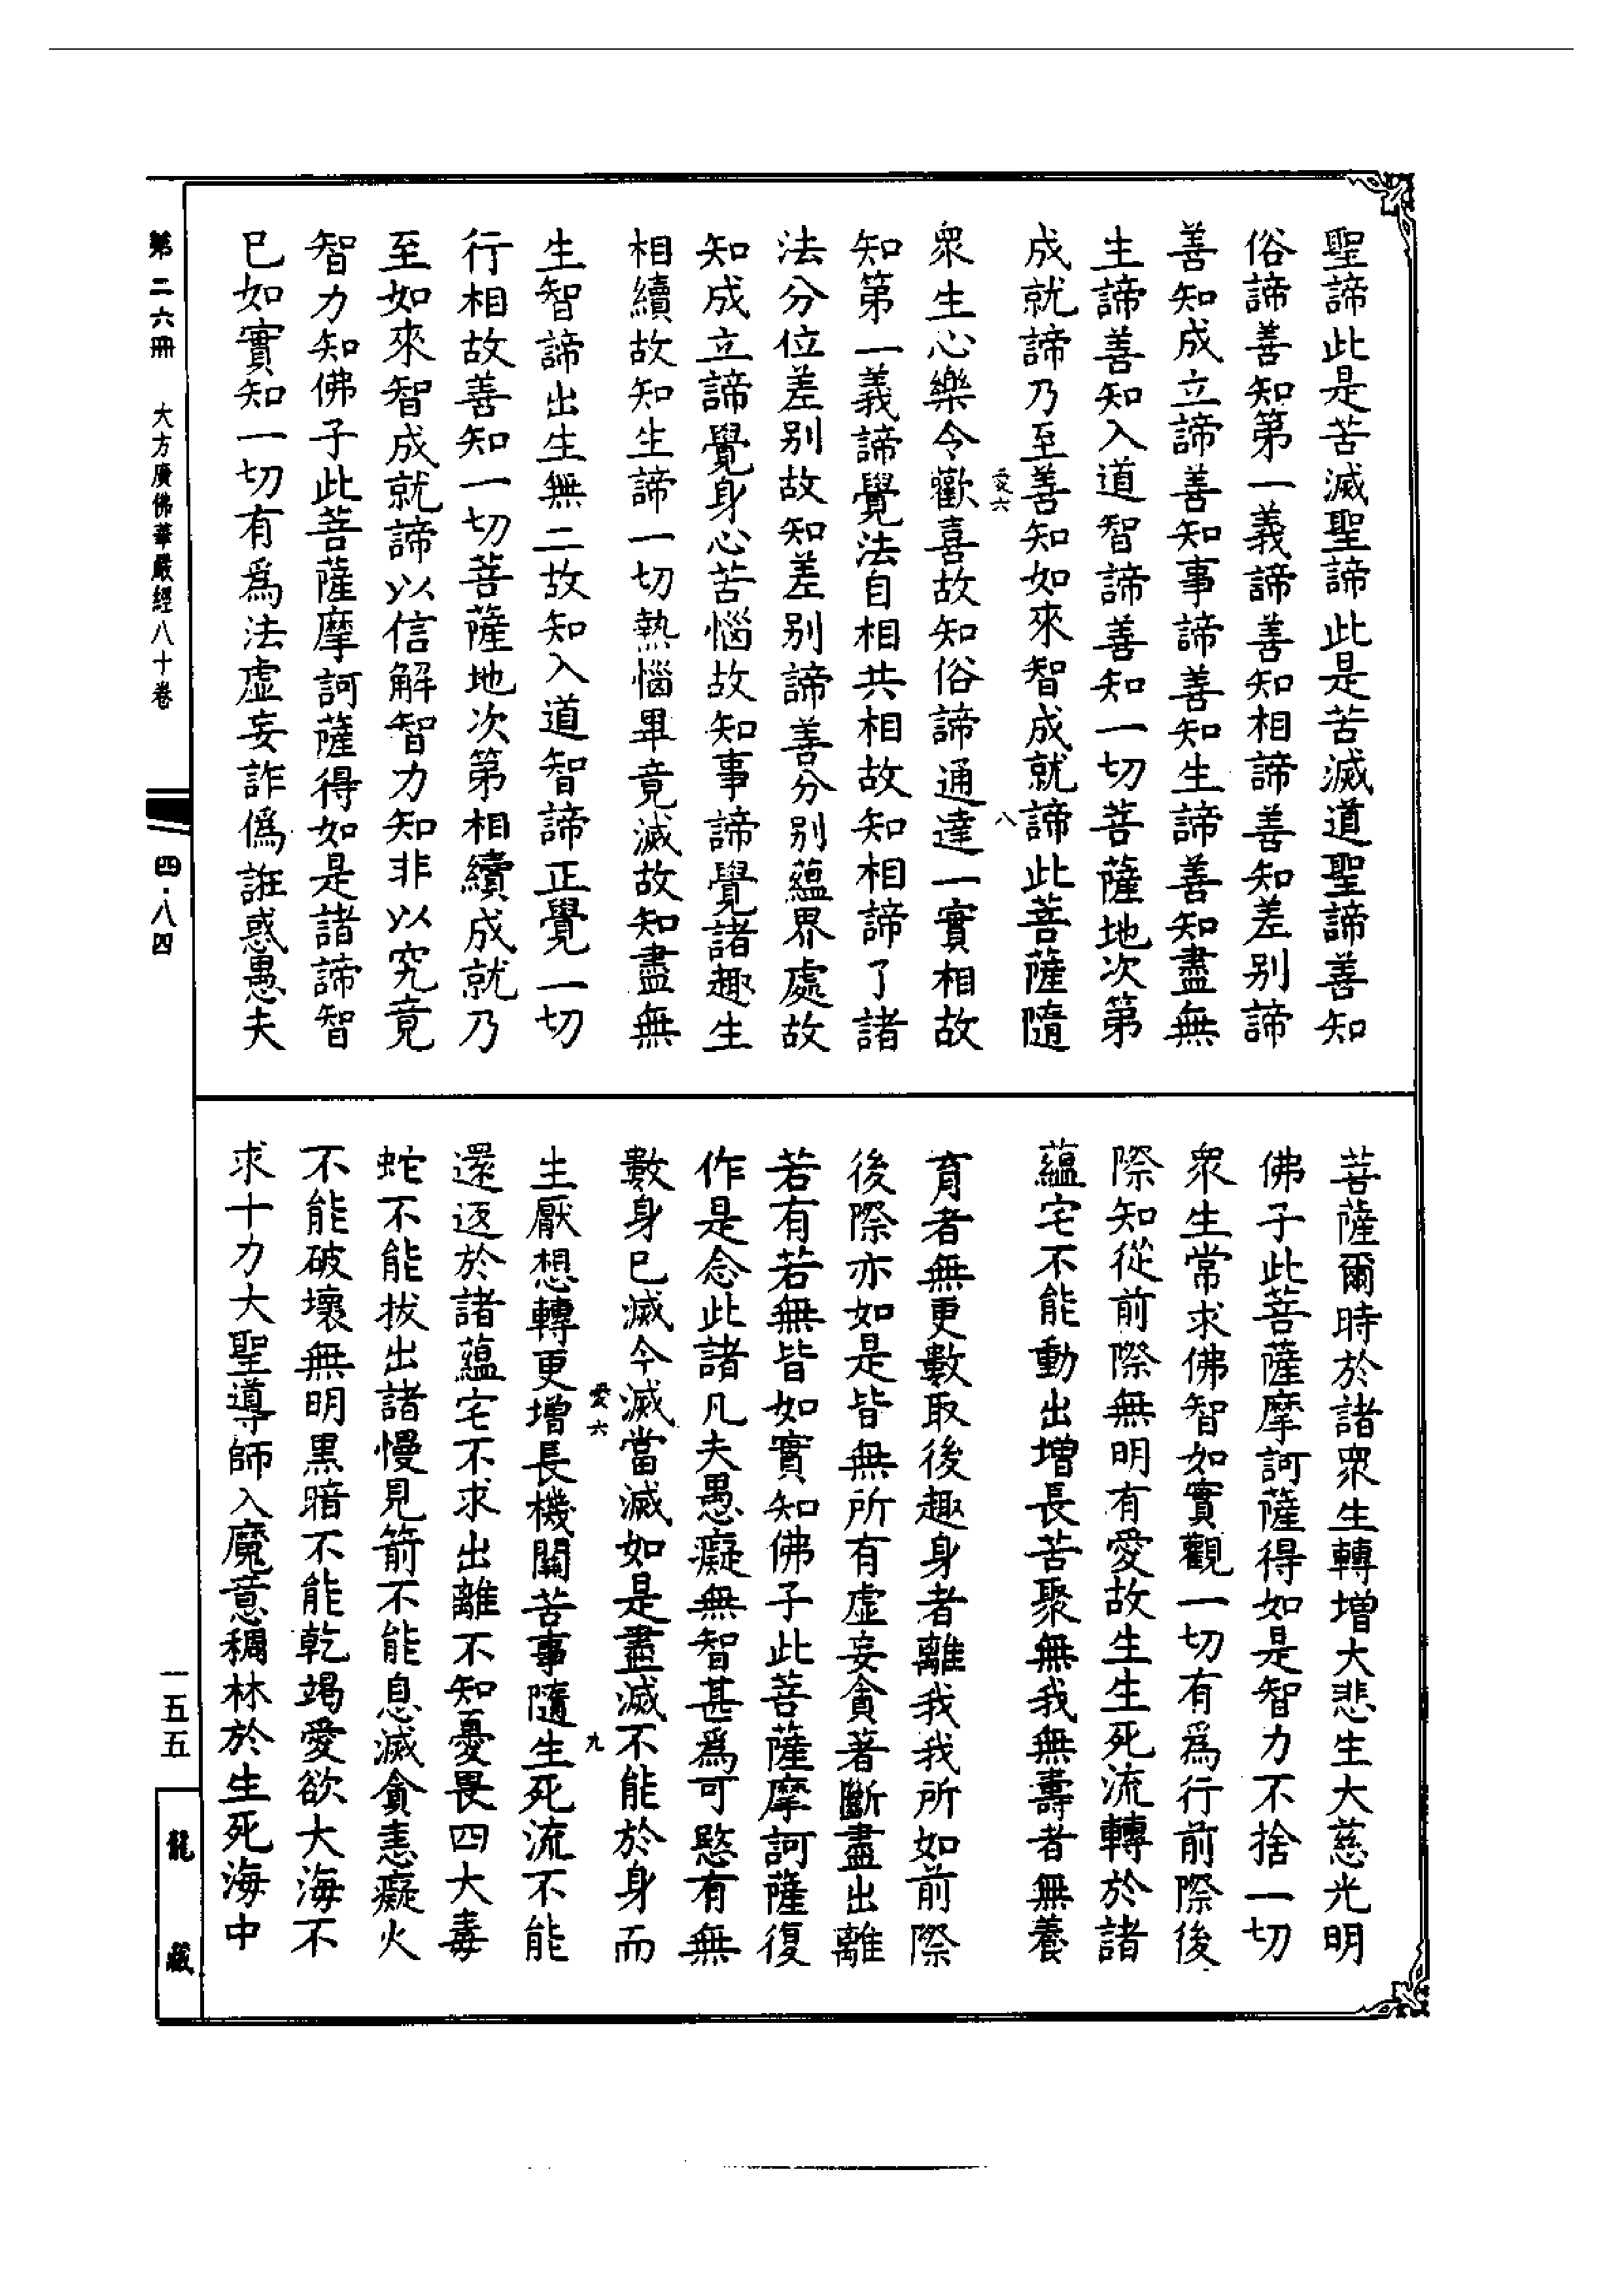 聖諦此是苦滅聖諦此是苦滅道聖諦善知
俗諦善知第一義諦善知相諦善知差別諦
善知成立諦善知事諦善知生諦善知盡無
生諦善知入道智諦善知一切菩薩地次第
成就諦乃至善知如來智成就諦此菩薩隨
愛六
八
衆生心樂令歡喜故知俗諦通達一實相故
知第一義諦覺法自相共相故知相諦了諸
法分位差別故知差別諦善分別蘊界處故
知成立諦覺身心苦惱故知事諦覺諸趣生
相續故知生諦一切熱惱畢竟滅故知盡無
生智諦出生無二故知入道智諦正覺一切
行相故善知一切菩薩地次第相續成就乃
至如來智成就諦以信解智力知非以究竟
智力知佛子此菩薩摩訶薩得如是諸諦智
已如實知一切有爲法虛妄詐僞誑惑愚夫
菩薩爾時於諸衆生轉增大悲生大慈光明
佛子此菩薩摩訶薩得如是智力不捨一切
衆生常求佛智如實觀一切有爲行前際後
際知從前際無明有愛故生生死流轉於諸
蘊宅不能動出增長苦聚無我無壽者無養
育者無更數取後趣身者離我我所如前際
後際亦如是皆無所有虛妄貪著斷盡出離
若有若無皆如實知佛子此菩薩摩訶薩復
作是念此諸凡夫愚癡無智甚爲可愍有無
數身已滅今滅當滅如是盡滅不能於身而
愛六
九
生厭想轉更增長機關苦事隨生死流不能
還返於諸蘊宅不求出離不知憂畏四大毒
蛇不能拔出諸慢見箭不能息滅貪恚癡火
不能破壞無明黑暗不能乾竭愛欲大海不
求十力大聖導師入魔意稠林於生死海中
第二六冊 大方廣佛華嚴經八十卷
四·八四
一五五
龍藏